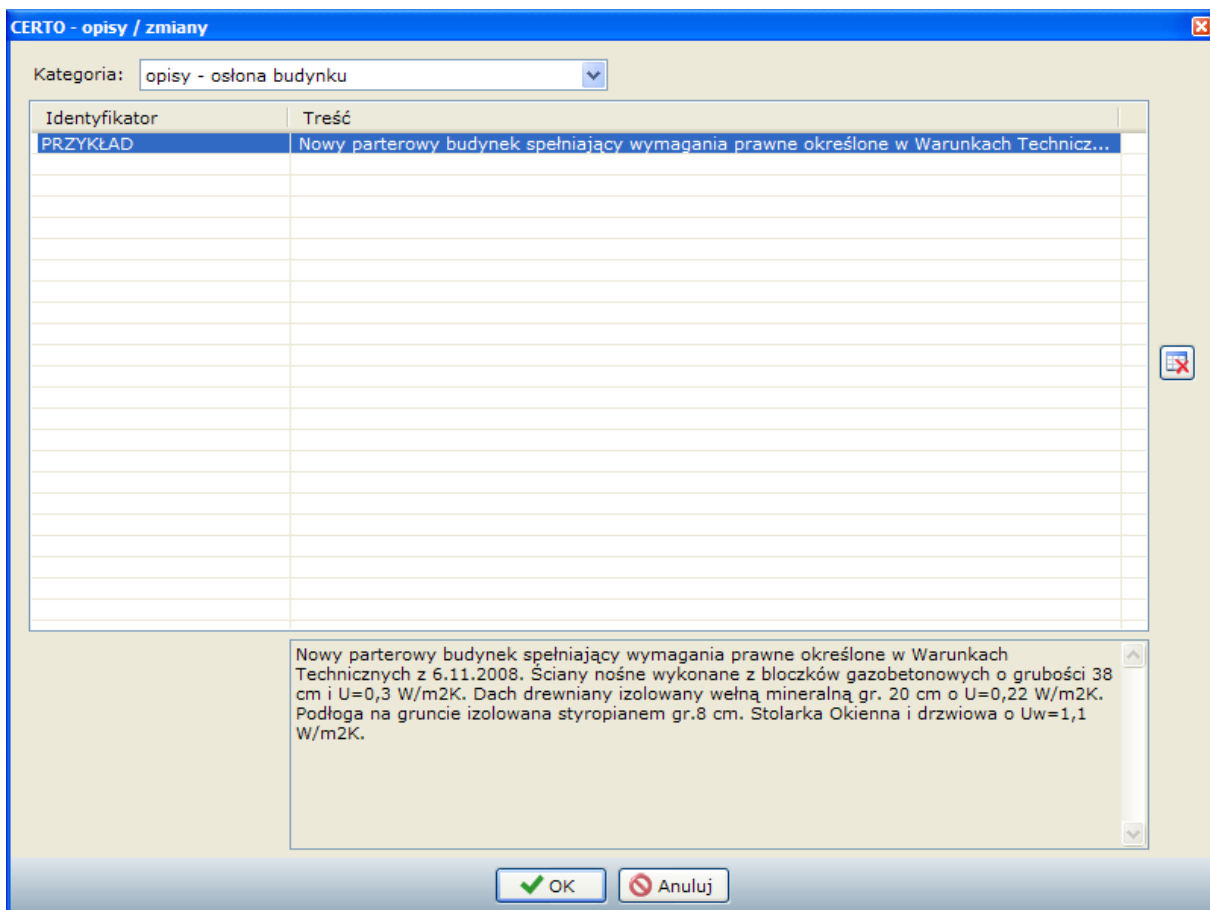 CERTO - opisy / zmiany
Kategoria: opisy - osłona budynku
Identyfikator Treść
PRZYKŁAD Nowy parterowy budynek spełniający wymagania prawne określone w Warunkach Technicz...
Nowy parterowy budynek spełniający wymagania prawne określone w Warunkach
Technicznych z 6.11.2008. Ściany nośne wykonane z bloczków gazobetonowych o grubości 38
cm i U=0,3 W/m2K. Dach drewniany izolowany wełną mineralną gr. 20 cm o U=0,22 W/m2K.
Podłoga na gruncie izolowana styropianem gr.8 cm. Stolarka Okienna i drzwiowa o Uw=1,1
W/m2K.
OK Anuluj